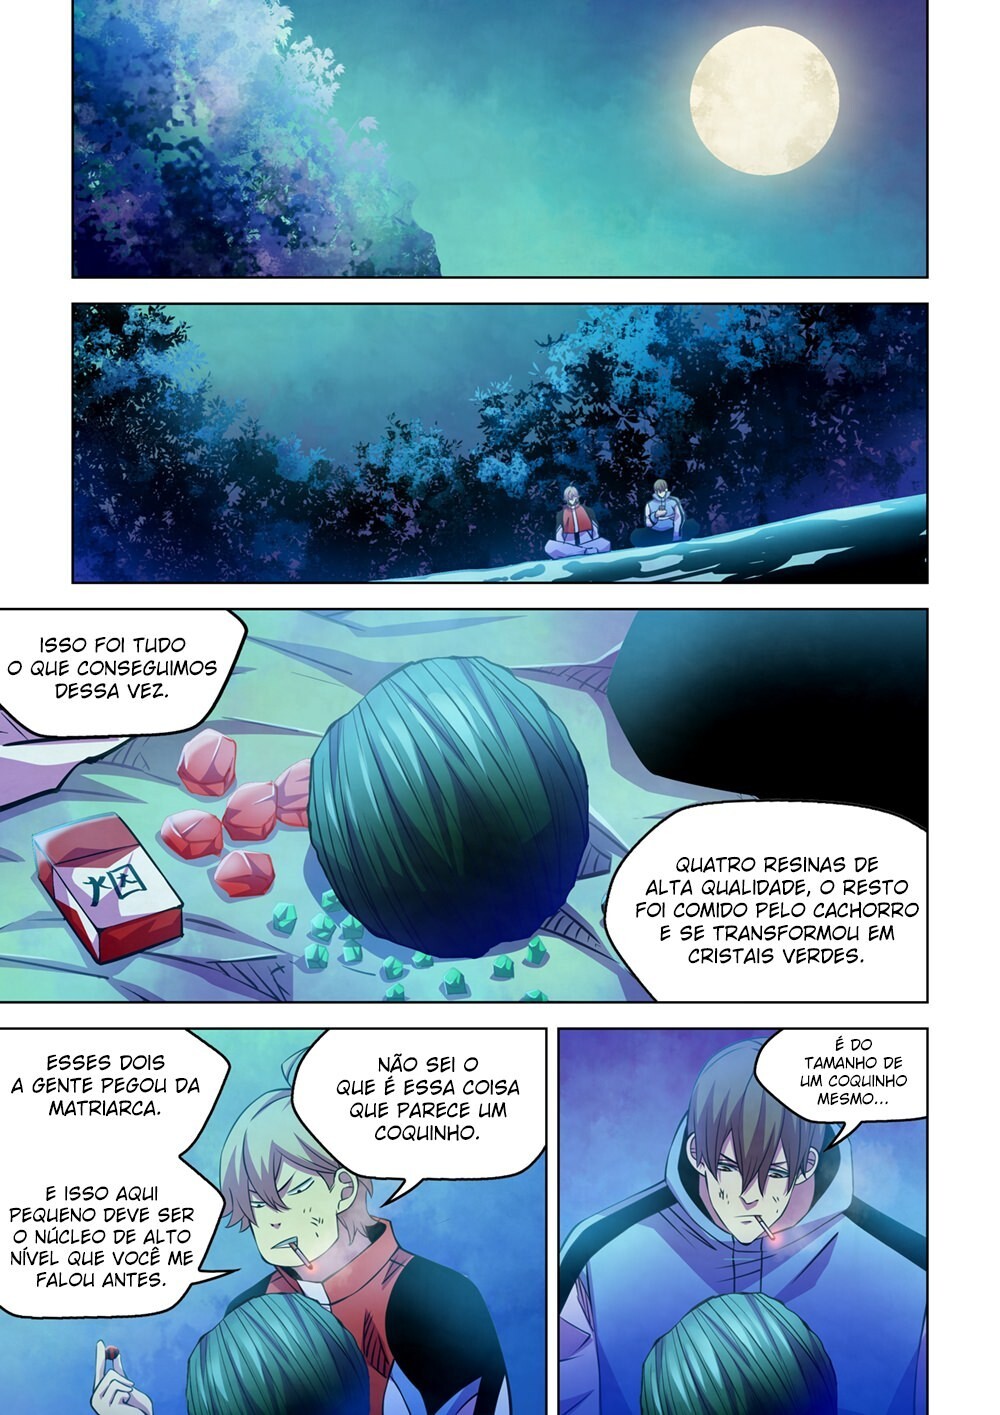 ISSO FOI TUDO
O QUE CONSEGUIMOS
DESSA VEZ.
烟
QUATRO RESINAS DE
ALTA QUALIDADE, O RESTO
FOI COMIDO PELO CACHORRO
E SE TRANSFORMOU EM
CRISTAIS VERDES.
ESSES DOIS
A GENTE PEGOU DA
MATRIARCA.
E ISSO AQUI
PEQUENO DEVE SER
O NÚCLEO DE ALTO
NÍVEL QUE VOCÊ ME
FALOU ANTES.
NÃO SEI O
QUE É ESSA COISA
QUE PARECE UM
COQUINHO.
É DO
TAMANHO DE
UM COQUINHO
MESMO...